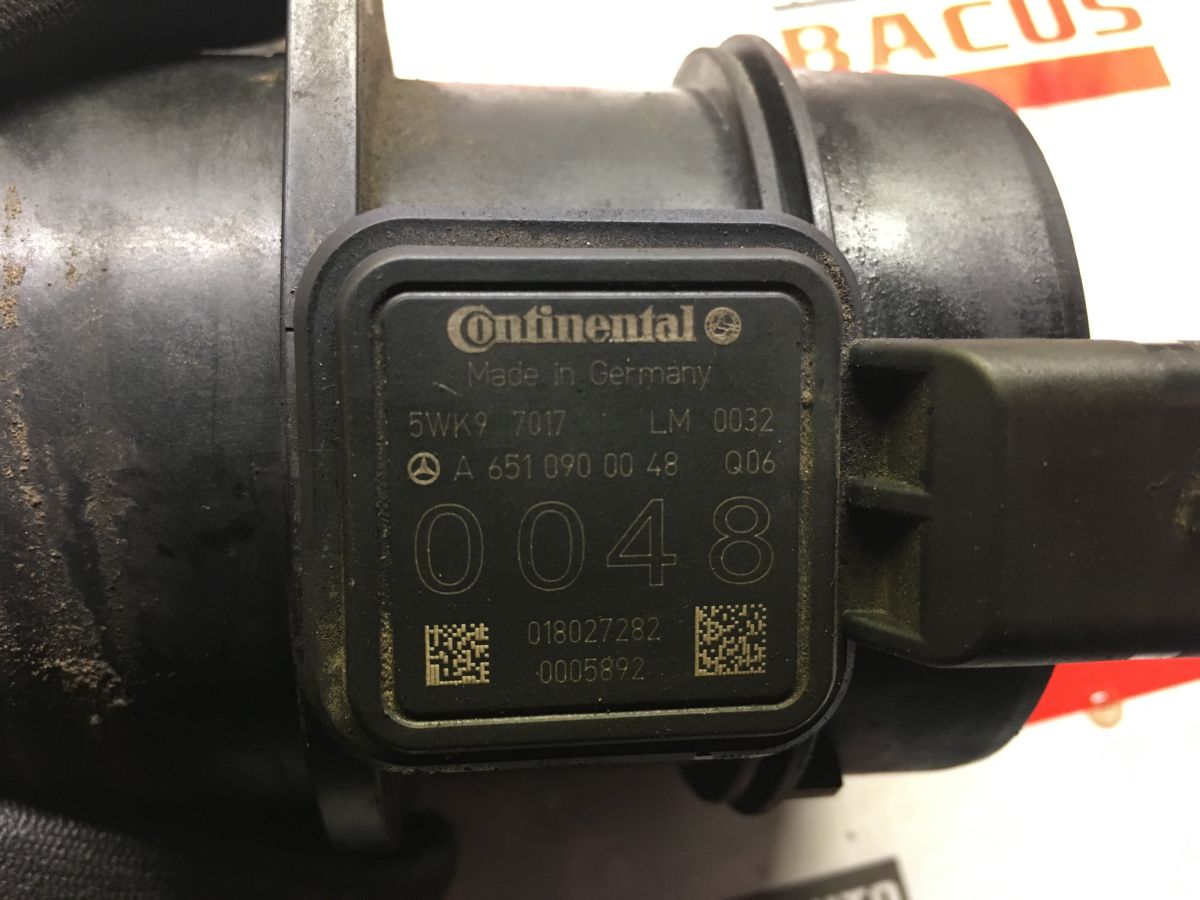 BACUS
Continental
Made in Germany
5WK9 7017 LM 0032
A 651 090 00 48 Q06
0048
018027282
0005892